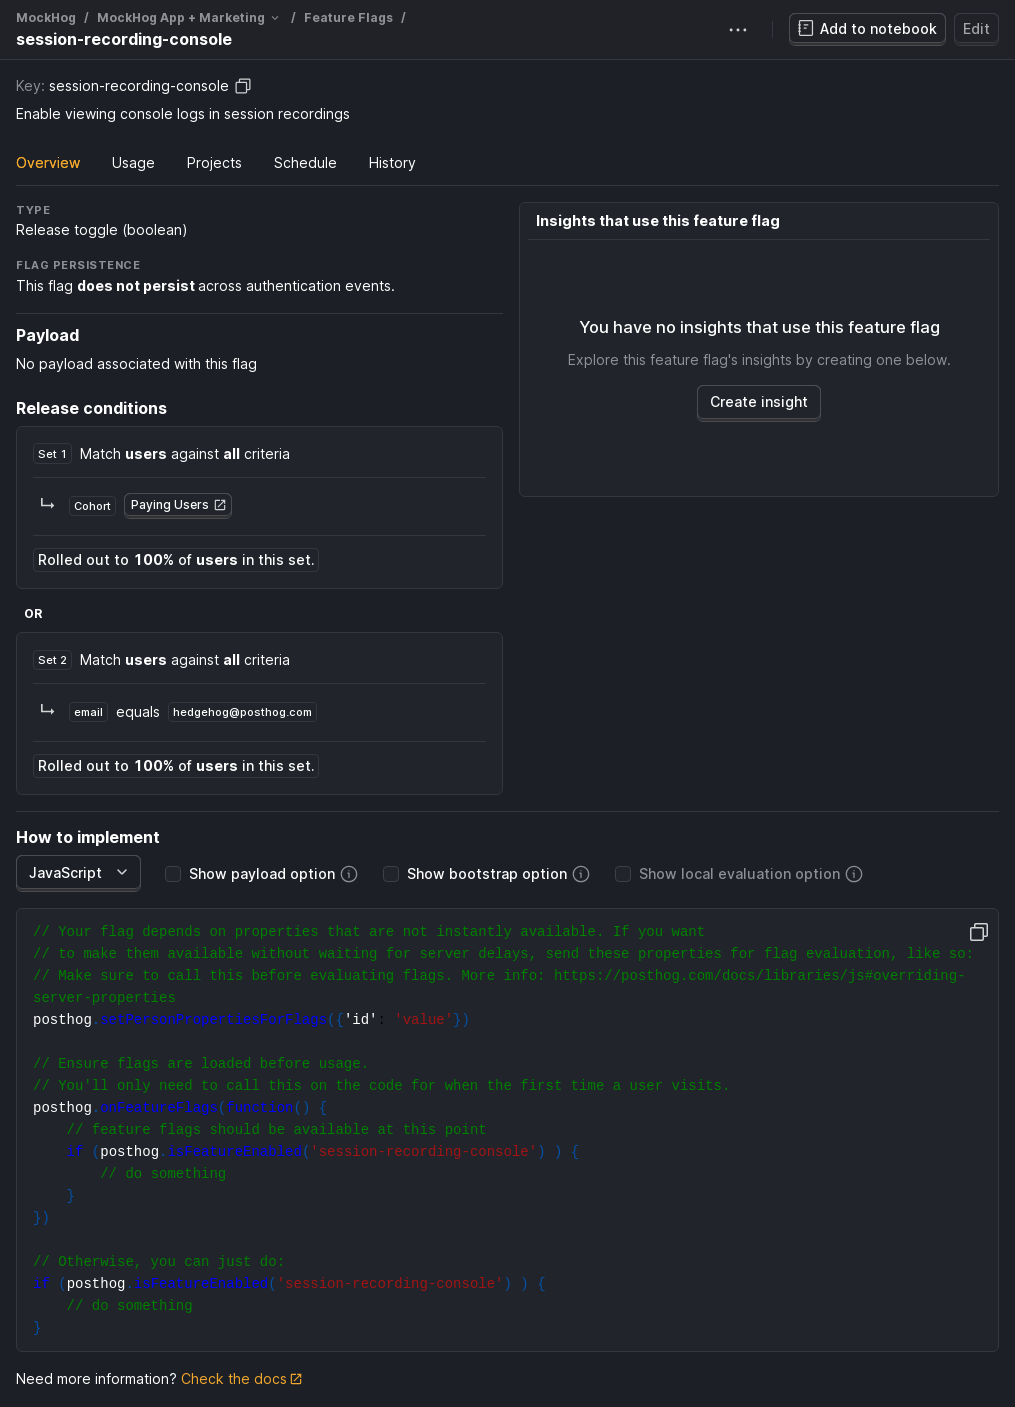 MockHog / MockHog App + Marketing / Feature Flags /
session-recording-console
Add to notebook
Edit
Key: session-recording-console
Enable viewing console logs in session recordings
Overview Usage Projects Schedule History
TYPE
Release toggle (boolean)
FLAG PERSISTENCE
This flag does not persist across authentication events.
Payload
No payload associated with this flag
Release conditions
Set 1 Match users against all criteria
Cohort Paying Users
Rolled out to 100% of users in this set.
OR
Set 2 Match users against all criteria
email equals hedgehog@posthog.com
Rolled out to 100% of users in this set.
Insights that use this feature flag
You have no insights that use this feature flag
Explore this feature flag's insights by creating one below.
Create insight
How to implement
JavaScript Show payload option Show bootstrap option Show local evaluation option
// Your flag depends on properties that are not instantly available. If you want
// to make them available without waiting for server delays, send these properties for flag evaluation, like so:
// Make sure to call this before evaluating flags. More info: https://posthog.com/docs/libraries/js#overriding-
server-properties
posthog.setPersonPropertiesForFlags({'id': 'value'})
// Ensure flags are loaded before usage.
// You'll only need to call this on the code for when the first time a user visits.
posthog.onFeatureFlags(function() {
// feature flags should be available at this point
if (posthog.isFeatureEnabled('session-recording-console') ) {
// do something
}
})
// Otherwise, you can just do:
if (posthog.isFeatureEnabled('session-recording-console') ) {
// do something
}
Need more information? Check the docs